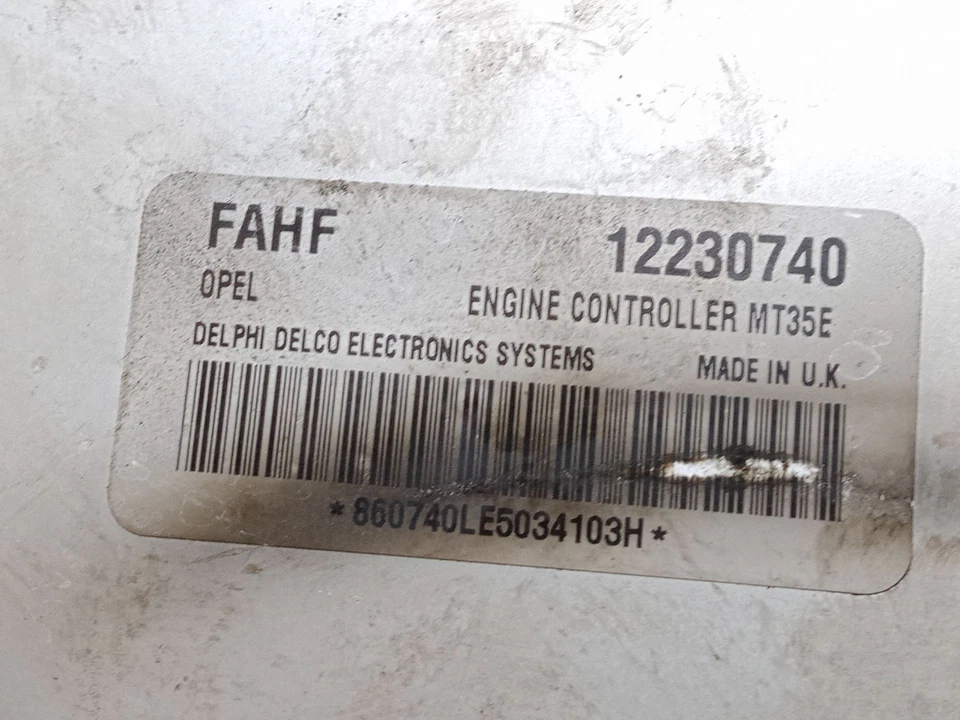 FAHF 12230740
OPEL ENGINE CONTROLLER MT35E
DELPHI DELCO ELECTRONICS SYSTEMS MADE IN U.K.
*860740LE5034103H*